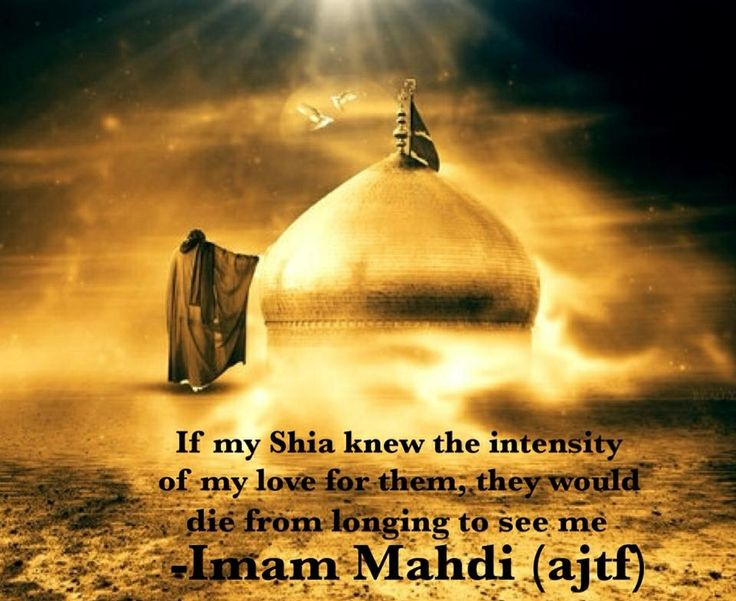 If my Shia knew the intensity
of my love for them, they would
die from longing to see me
-Imam Mahdi (ajtf)